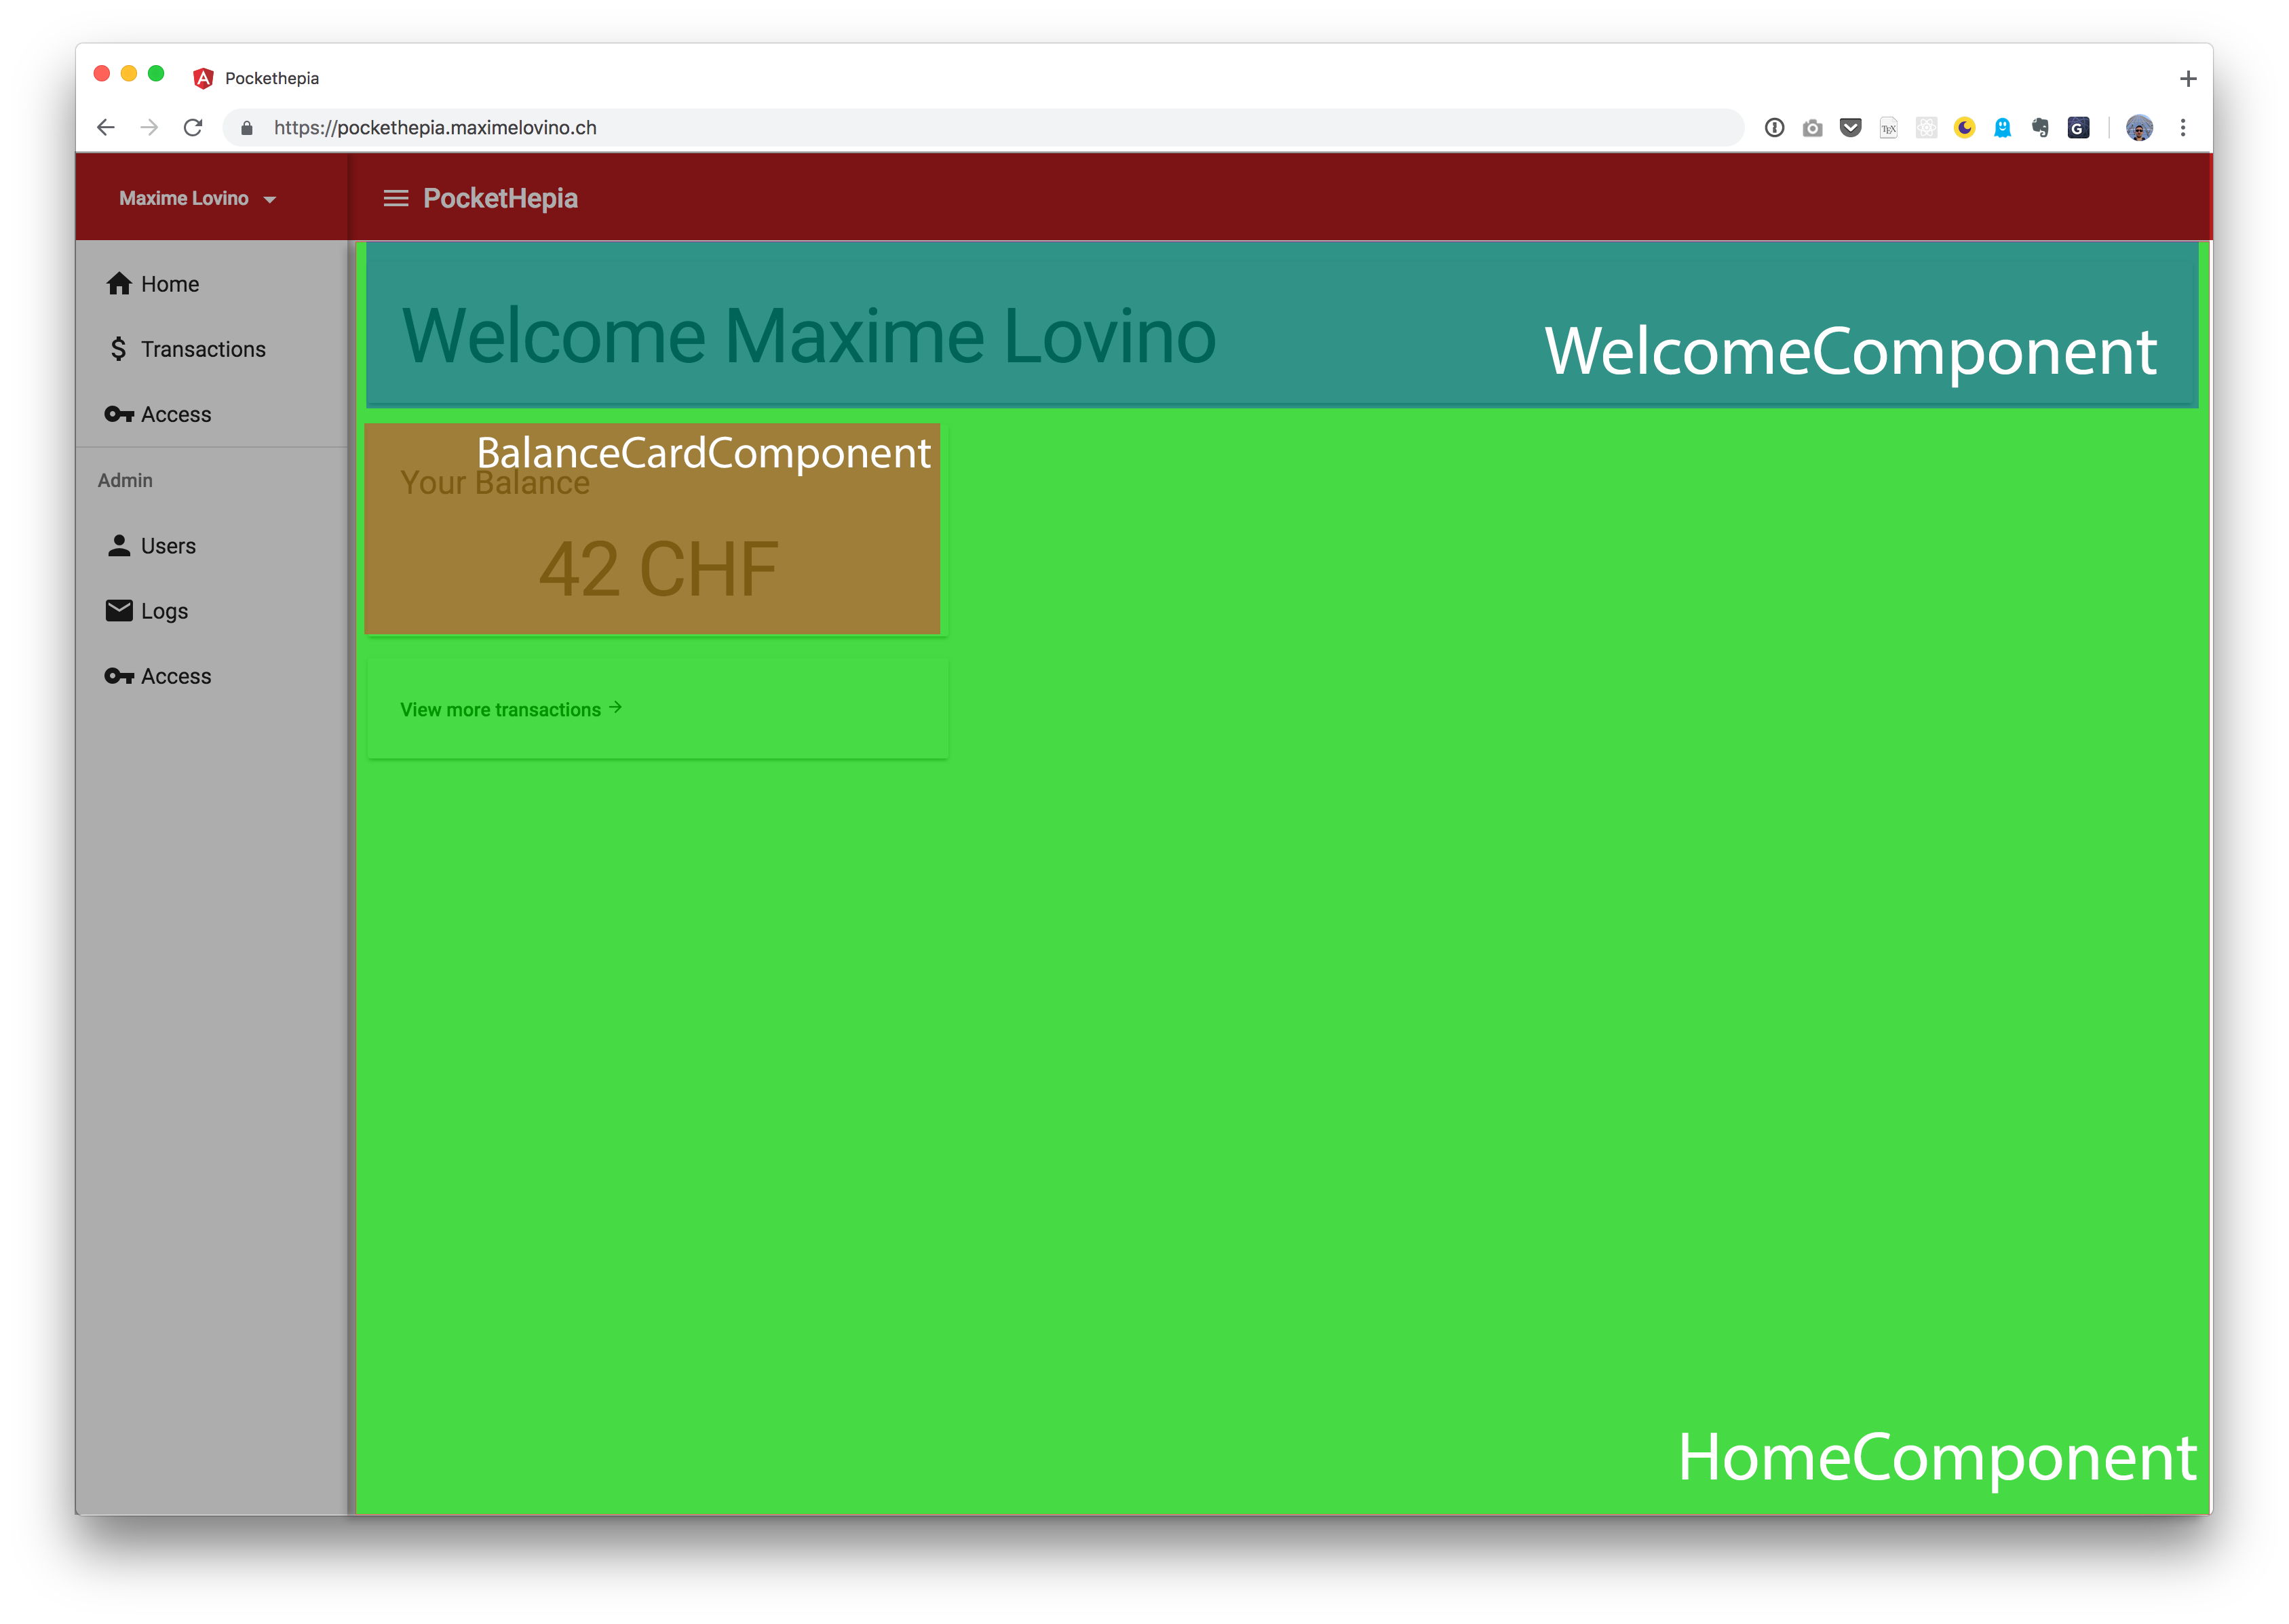 Pockethepia
https://pockethepia.maximelovino.ch
Maxime Lovino
PocketHepia
Home
Transactions
Access
Admin
Users
Logs
Access
Welcome Maxime Lovino
WelcomeComponent
BalanceCardComponent
Your Balance
42 CHF
View more transactions
HomeComponent